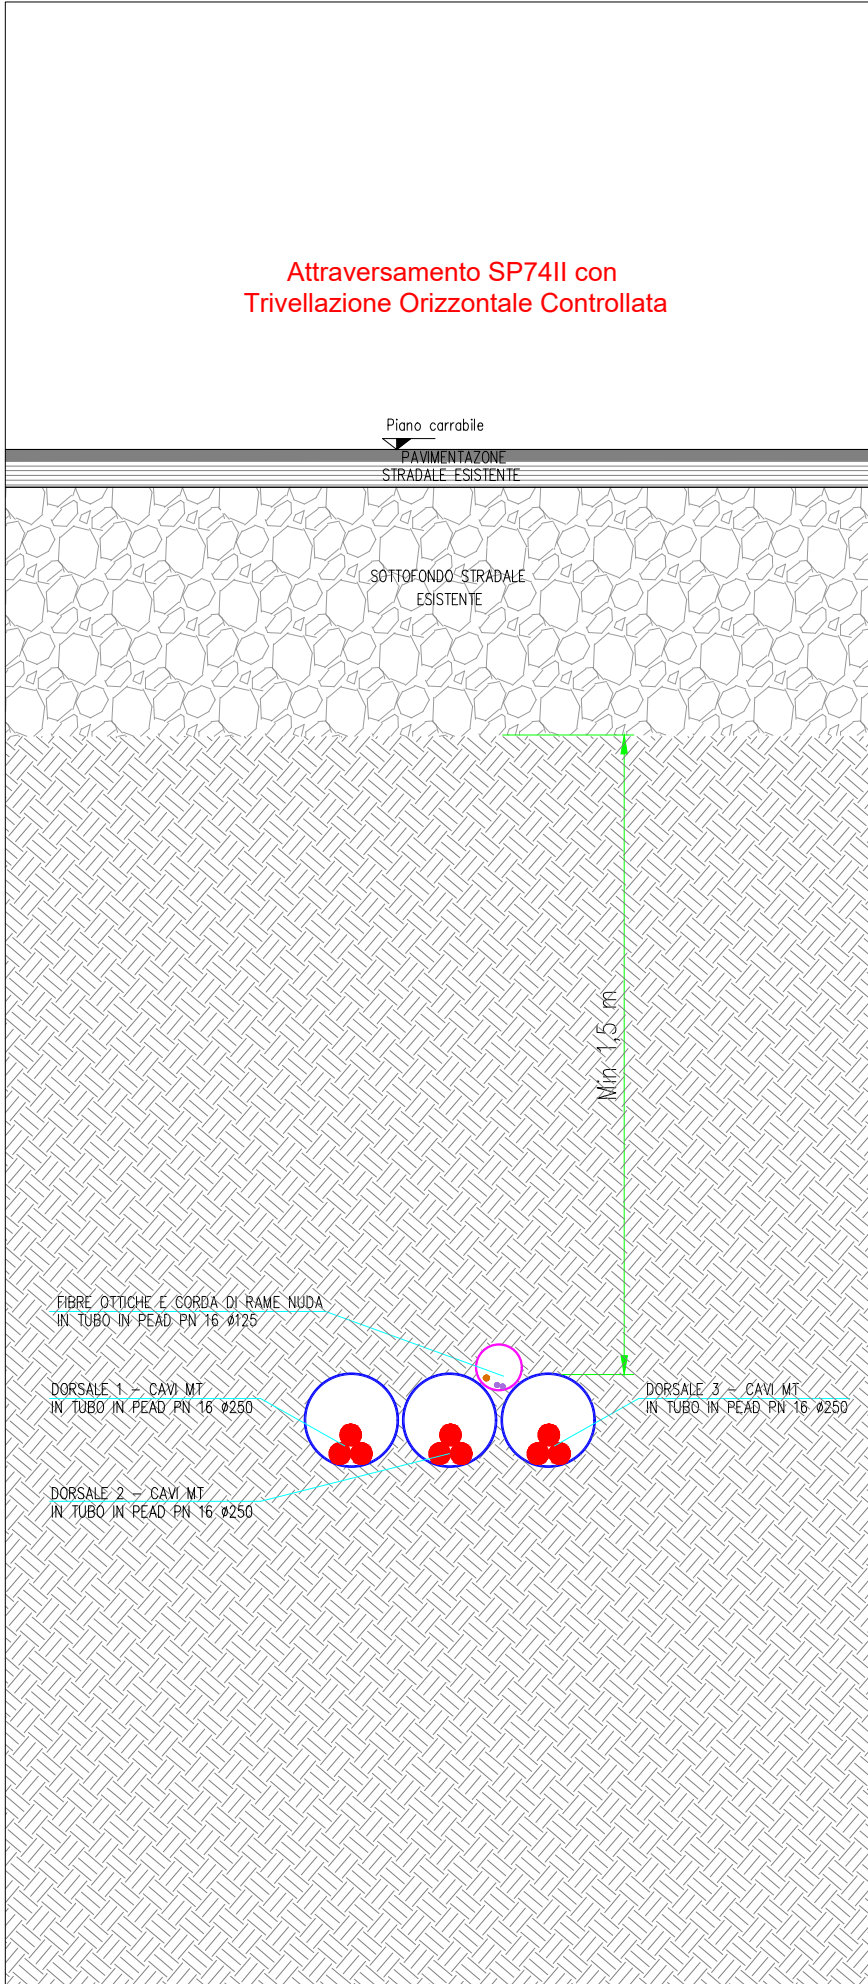 Attraversamento SP74II con
Trivellazione Orizzontale Controllata
Piano carrabile
PAVIMENTAZONE
STRADALE ESISTENTE
SOTTOFONDO STRADALE
ESISTENTE
Min 1,5 m
FIBRE OTTICHE E CORDA DI RAME NUDA
IN TUBO IN PEAD PN 16 Ø125
DORSALE 1 - CAVI MT
IN TUBO IN PEAD PN 16 Ø250
DORSALE 3 - CAVI MT
IN TUBO IN PEAD PN 16 Ø250
DORSALE 2 - CAVI MT
IN TUBO IN PEAD PN 16 Ø250